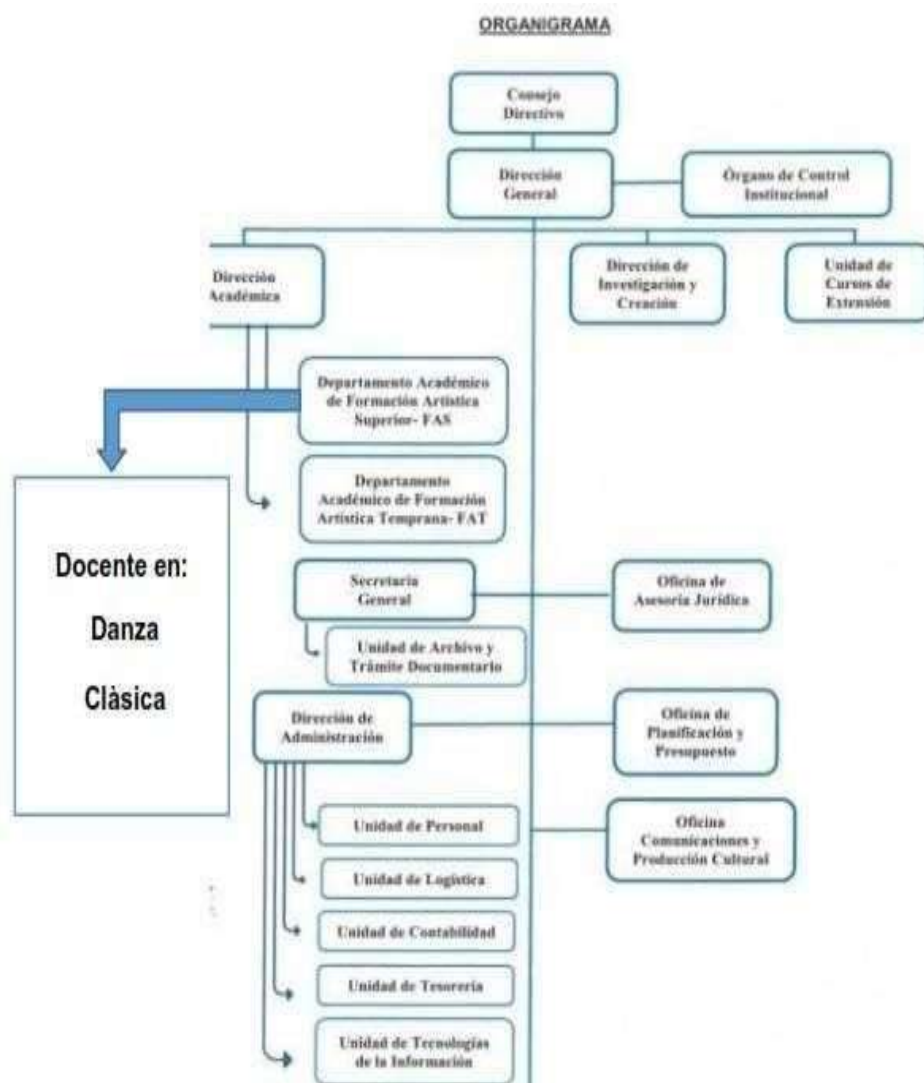 ORGANIGRAMA
Consejo
Directivo
Dirección
General
Órgano de Control
Institucional
Dirección
Académica
Dirección de
Investigación y
Creación
Unidad de
Cursos de
Extensión
Departamento Académico
de Formación Artística
Superior- FAS
Departamento
Académico de Formación
Artística Temprana- FAT
Docente en:
Danza
Clàsica
Secretaria
General
Oficina de
Asesoría Jurídica
Unidad de Archivo y
Trámite Documentario
Dirección de
Administración
Oficina de
Planificación y
Presupuesto
Unidad de Personal
Oficina
Comunicaciones y
Producción Cultural
Unidad de Logística
Unidad de Contabilidad
Unidad de Tesorería
Unidad de Tecnologías
de la Información